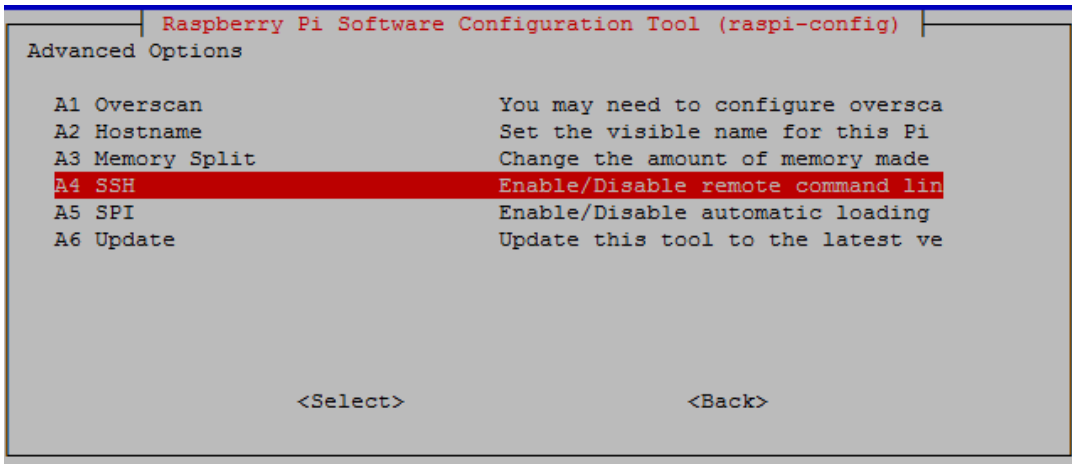 Raspberry Pi Software Configuration Tool (raspi-config)
Advanced Options
A1 Overscan You may need to configure oversca
A2 Hostname Set the visible name for this Pi
A3 Memory Split Change the amount of memory made
A4 SSH Enable/Disable remote command lin
A5 SPI Enable/Disable automatic loading
A6 Update Update this tool to the latest ve
<Select> <Back>